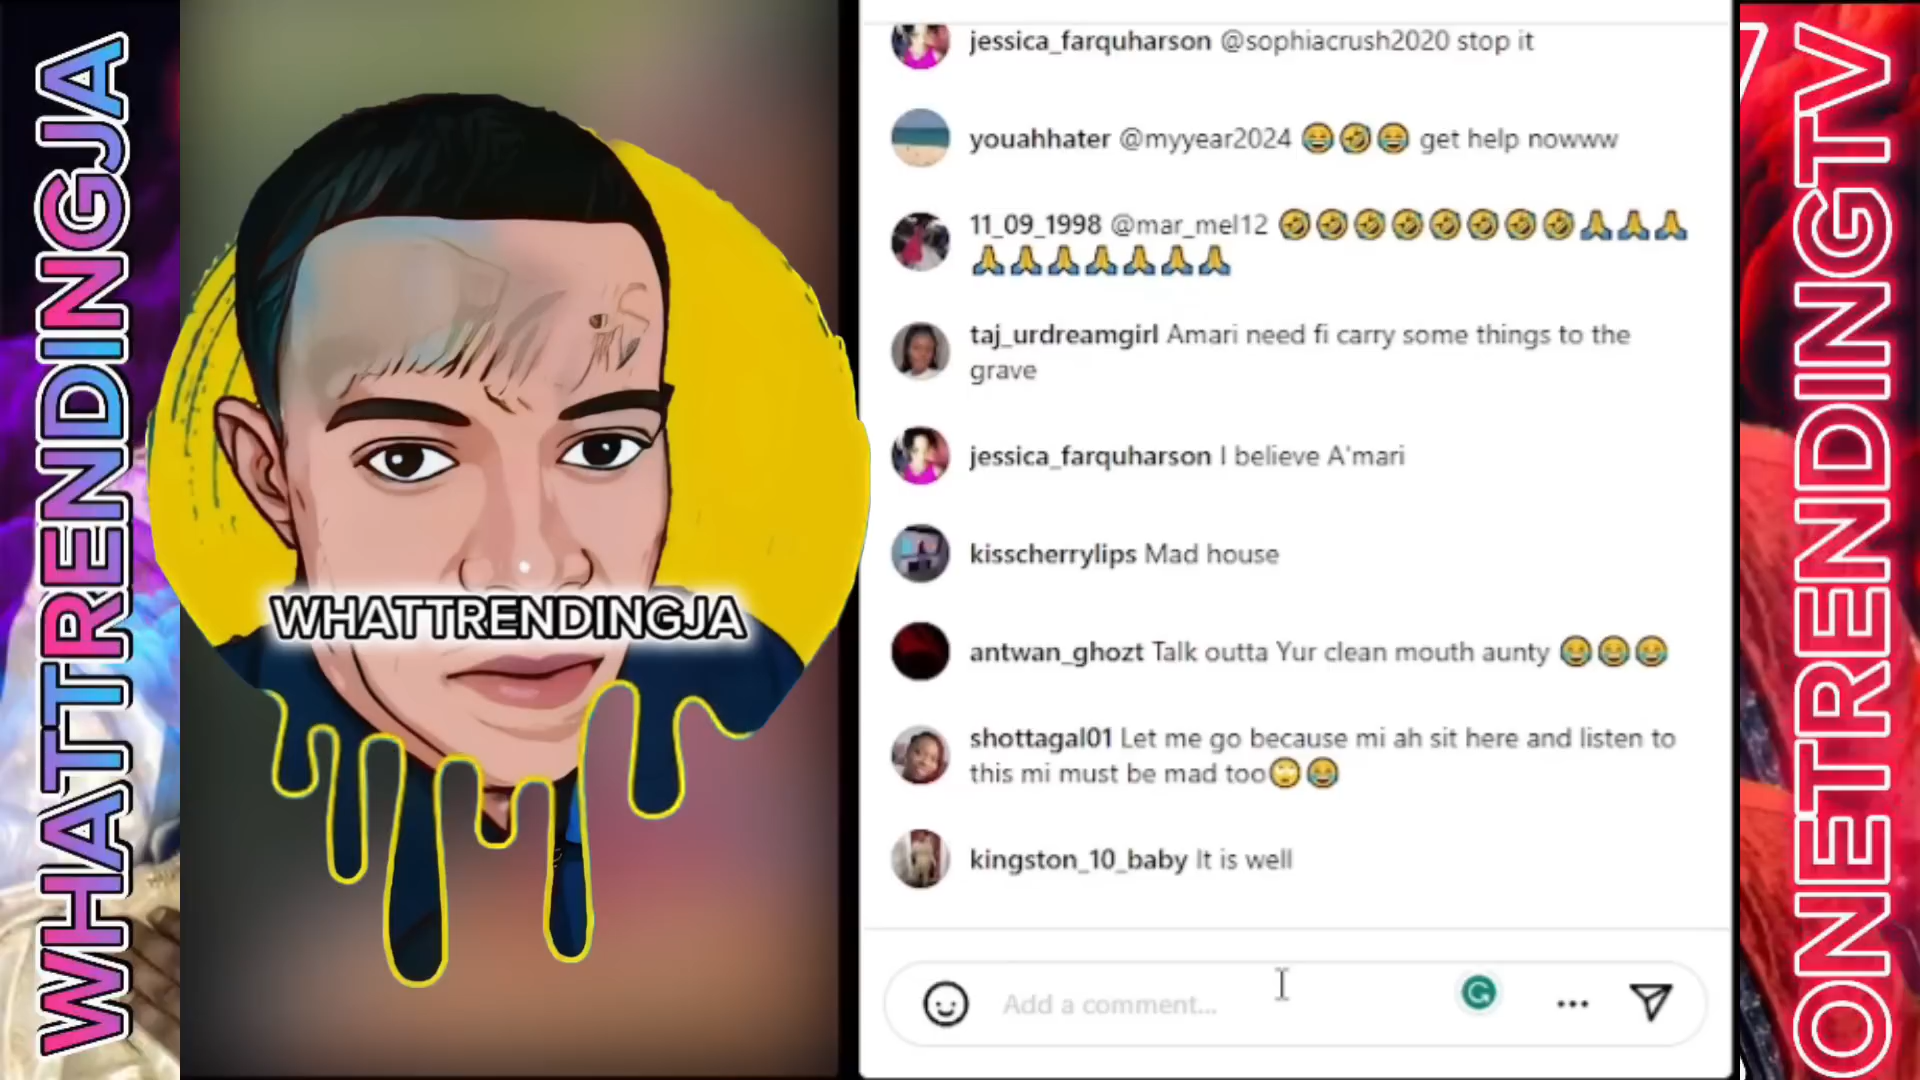 WHATTRENDINGJA
WHATTRENDINGJA
jessica_farquharson @sophiacrush2020 stop it
youahhater @myyear2024 😂🤣😂 get help nowww
11_09_1998 @mar_mel12 🤣🤣🤣🤣🤣🤣🤣🤣🙏🙏🙏
🙏🙏🙏🙏🙏🙏🙏
taj_urdreamgirl Amari need fi carry some things to the
grave
jessica_farquharson I believe A'mari
kisscherrylips Mad house
antwan_ghozt Talk outta Yur clean mouth aunty 😂😂😂
shottagal01 Let me go because mi ah sit here and listen to
this mi must be mad too🙄😂
kingston_10_baby It is well
Add a comment...
ONETRENDINGTV